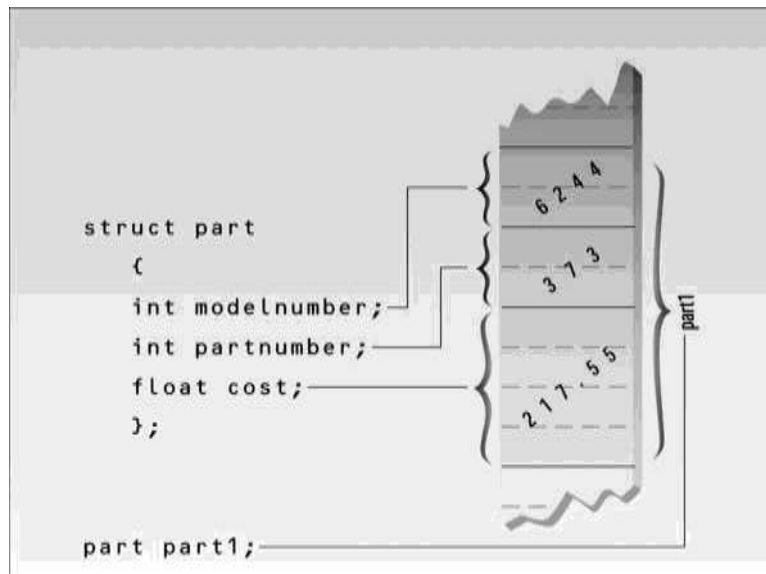 struct part
{
int modelnumber;
int partnumber;
float cost;
};
part part1;
6244
373
217.55
part1